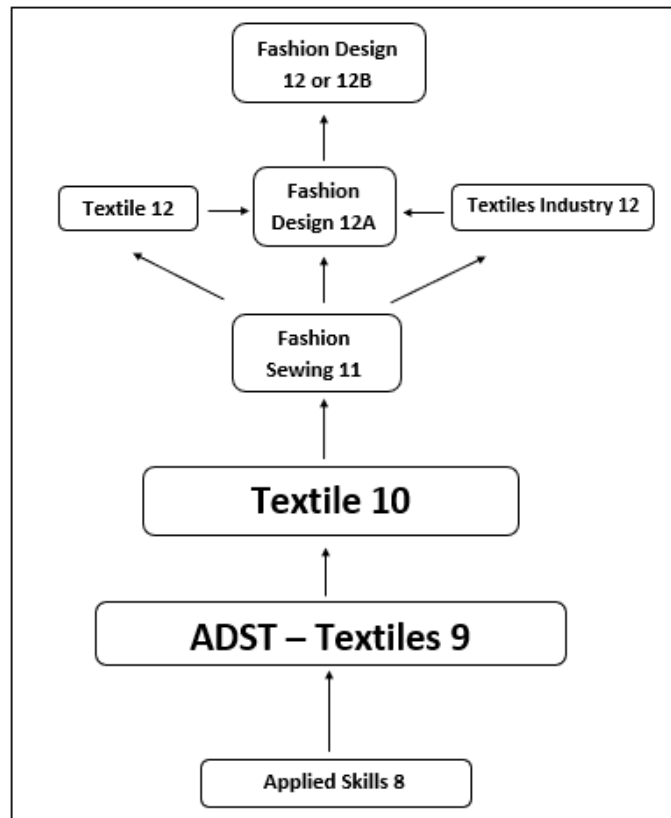 Fashion Design
12 or 12B
Textile 12
Fashion
Design 12A
Textiles Industry 12
Fashion
Sewing 11
Textile 10
ADST – Textiles 9
Applied Skills 8